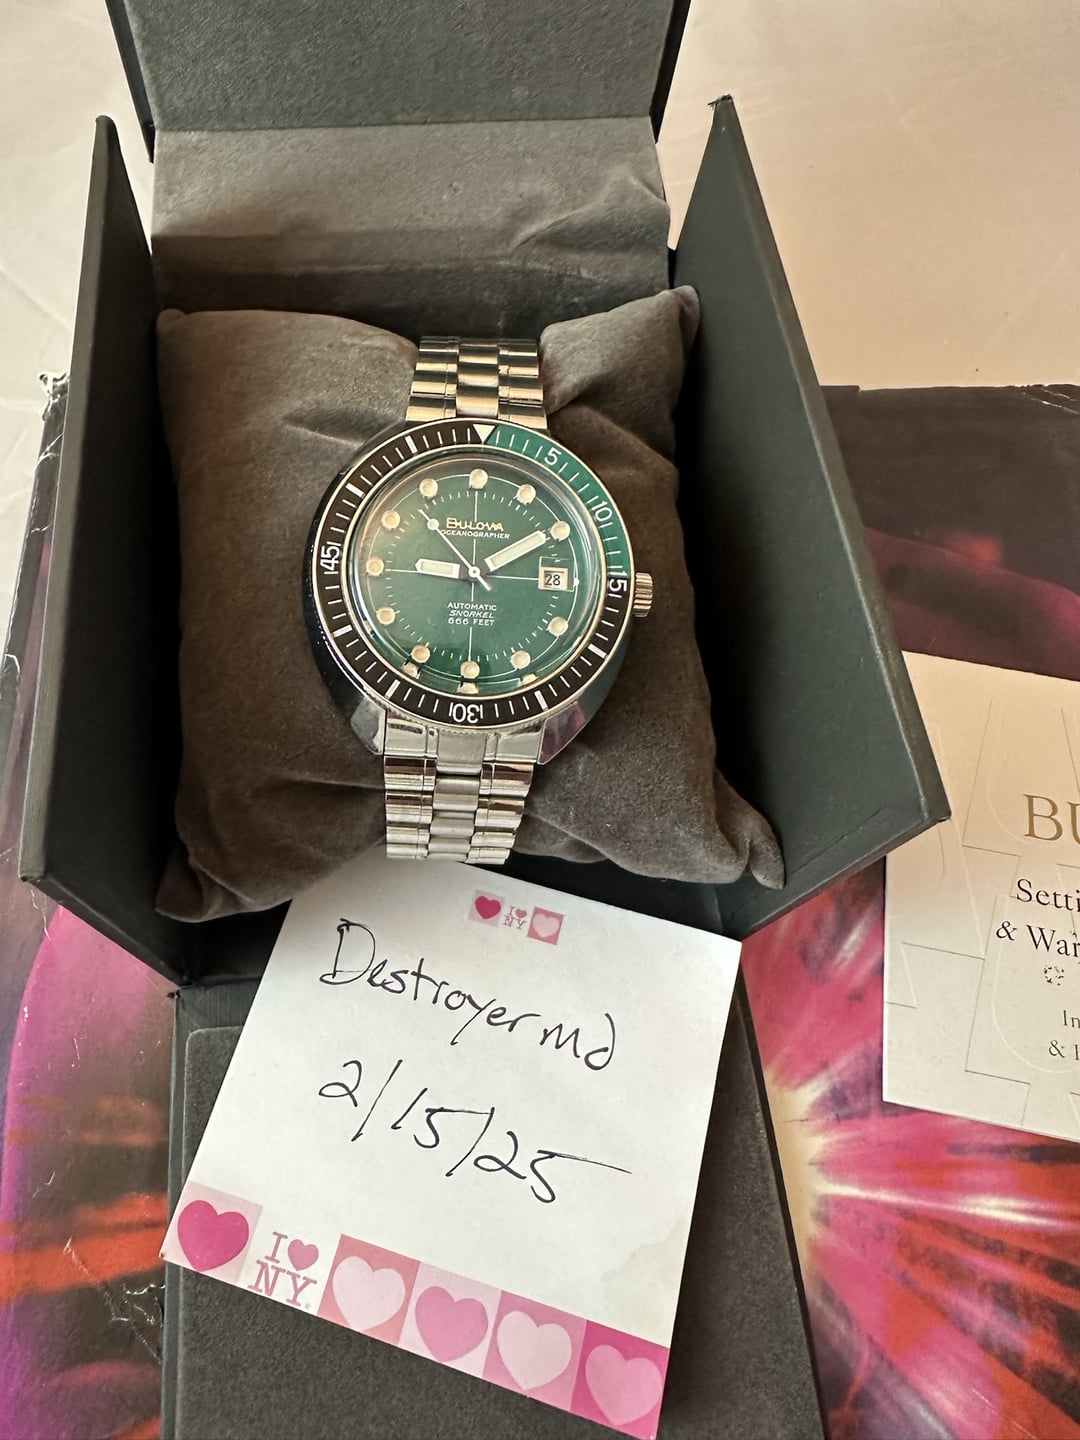 5
10
15
30
45
BULOVA
OCEANOGRAPHER
28
AUTOMATIC
SNORKEL
666 FEET
I ♥
NY
Destroyermd
2/15/25
I ♥
NY
BU
Setti
& War
In
&